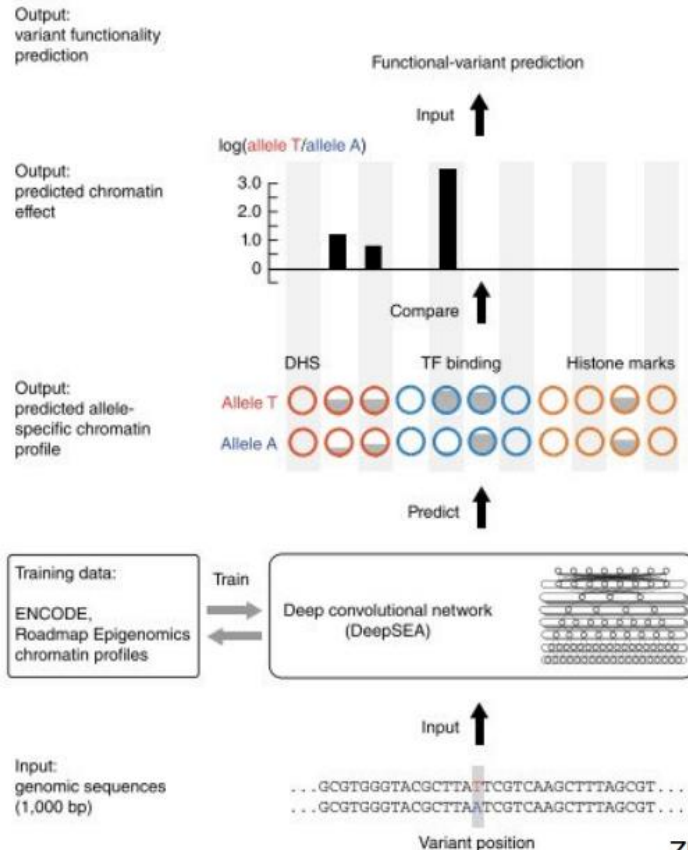 Output:
variant functionality
prediction
Functional-variant prediction
Input
log(allele T/allele A)
Output:
predicted chromatin
effect
3.0
2.0
1.0
0
Compare
DHS
TF binding
Histone marks
Output:
predicted allele-
specific chromatin
profile
Allele T
Allele A
Predict
Training data:
ENCODE,
Roadmap Epigenomics
chromatin profiles
Train
Deep convolutional network
(DeepSEA)
Input
Input:
genomic sequences
(1,000 bp)
...GCGTGGGTACGCTTATTCGTCAAGCTTTAGCGT...
...GCGTGGGTACGCTTAATCGTCAAGCTTTAGCGT...
Variant position